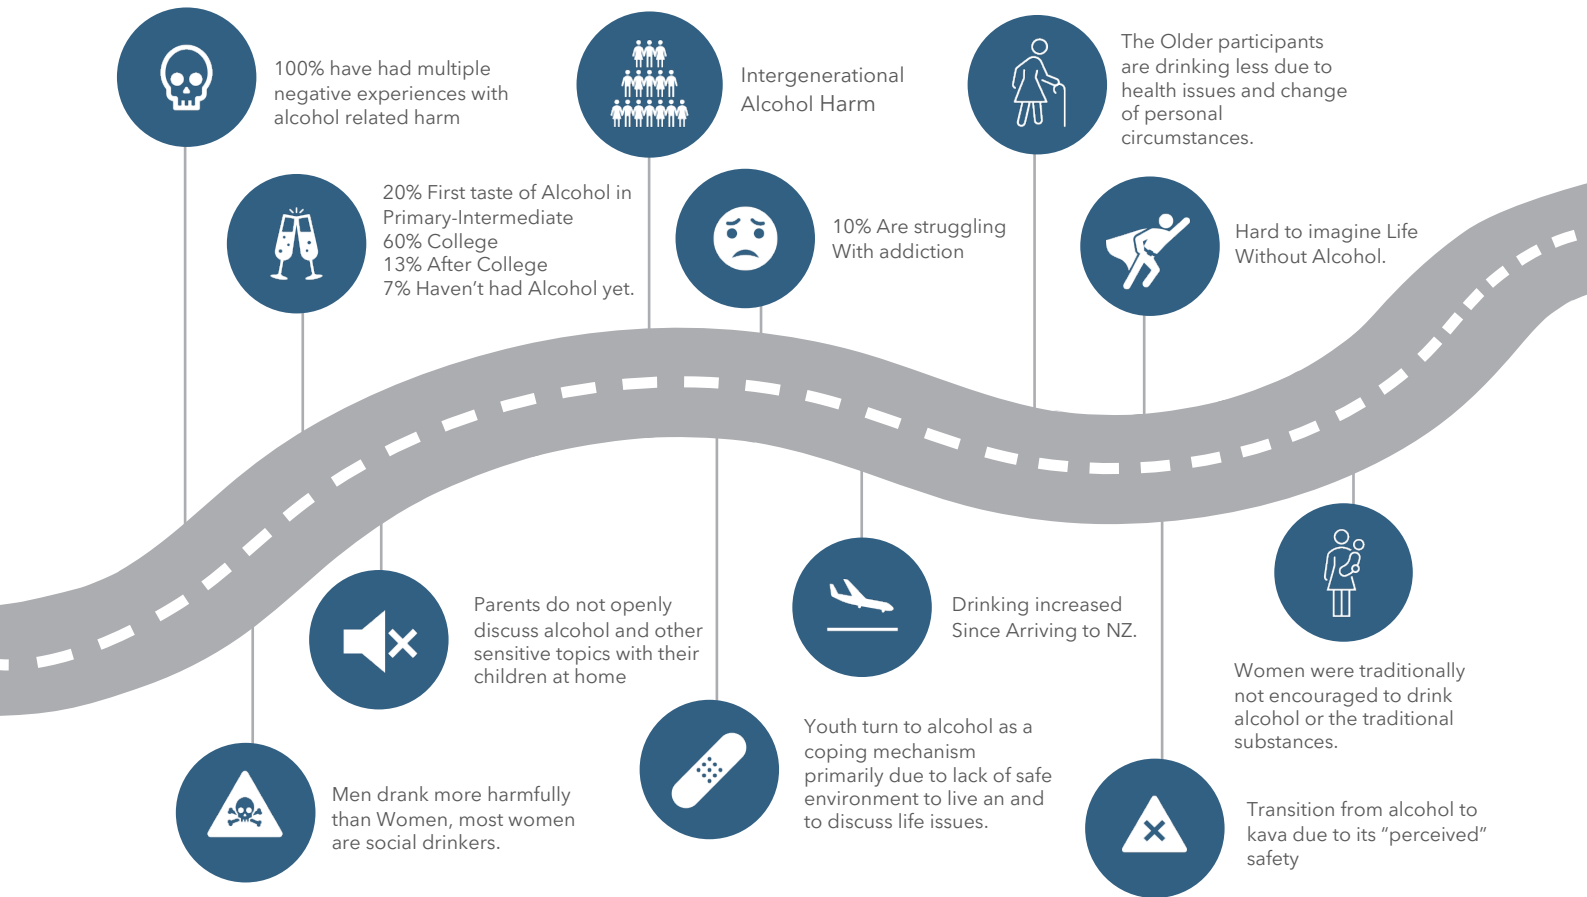 100% have had multiple
negative experiences with
alcohol related harm
Intergenerational
Alcohol Harm
The Older participants
are drinking less due to
health issues and change
of personal
circumstances.
20% First taste of Alcohol in
Primary-Intermediate
60% College
13% After College
7% Haven't had Alcohol yet.
10% Are struggling
With addiction
Hard to imagine Life
Without Alcohol.
Parents do not openly
discuss alcohol and other
sensitive topics with their
children at home
Drinking increased
Since Arriving to NZ.
Women were traditionally
not encouraged to drink
alcohol or the traditional
substances.
Men drank more harmfully
than Women, most women
are social drinkers.
Youth turn to alcohol as a
coping mechanism
primarily due to lack of safe
environment to live an and
to discuss life issues.
Transition from alcohol to
kava due to its “perceived”
safety